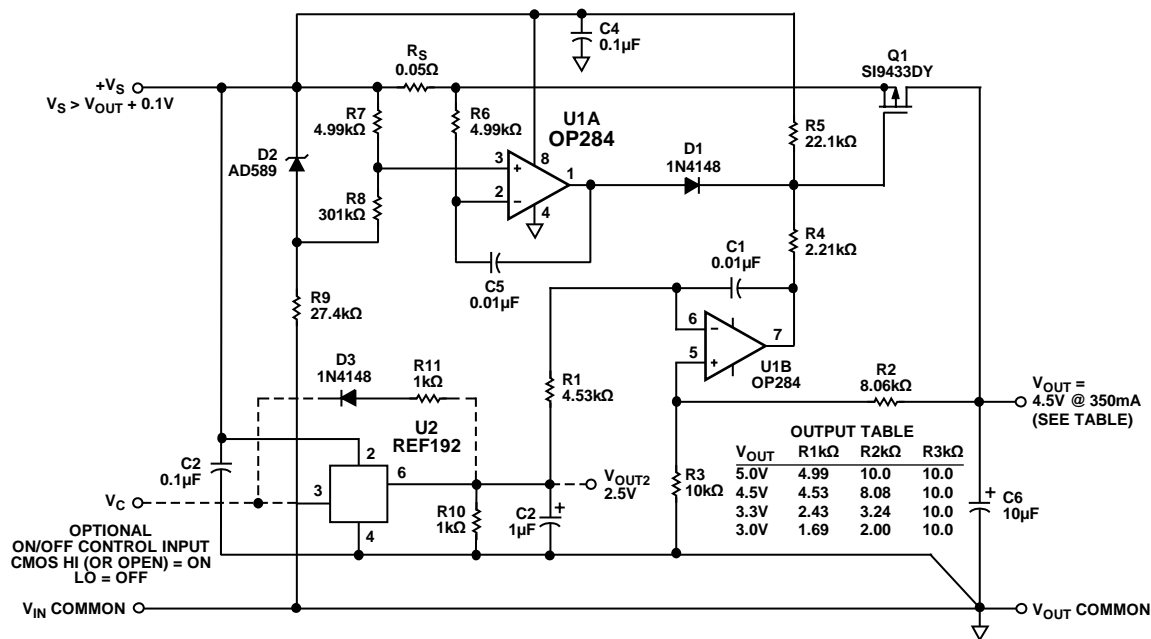 C4
0.1µF
RS
0.05Ω
Q1
SI9433DY
+VS
VS > VOUT + 0.1V
R7
4.99kΩ
R6
4.99kΩ
U1A
OP284
R5
22.1kΩ
D2
AD589
3
+
8
1
2
−
4
D1
1N4148
R8
301kΩ
R4
2.21kΩ
C5
0.01µF
C1
0.01µF
R9
27.4kΩ
6
−
7
5
+
U1B
OP284
D3
1N4148
R11
1kΩ
R1
4.53kΩ
R2
8.06kΩ
VOUT =
4.5V @ 350mA
(SEE TABLE)
U2
REF192
C2
0.1µF
2
6
3
4
VOUT2
2.5V
R3
10kΩ
OUTPUT TABLE
VOUT R1kΩ R2kΩ R3kΩ
5.0V 4.99 10.0 10.0
4.5V 4.53 8.08 10.0
3.3V 2.43 3.24 10.0
3.0V 1.69 2.00 10.0
+
C6
10µF
VC
R10
1kΩ
C2
1µF
+
OPTIONAL
ON/OFF CONTROL INPUT
CMOS HI (OR OPEN) = ON
LO = OFF
VIN COMMON
VOUT COMMON